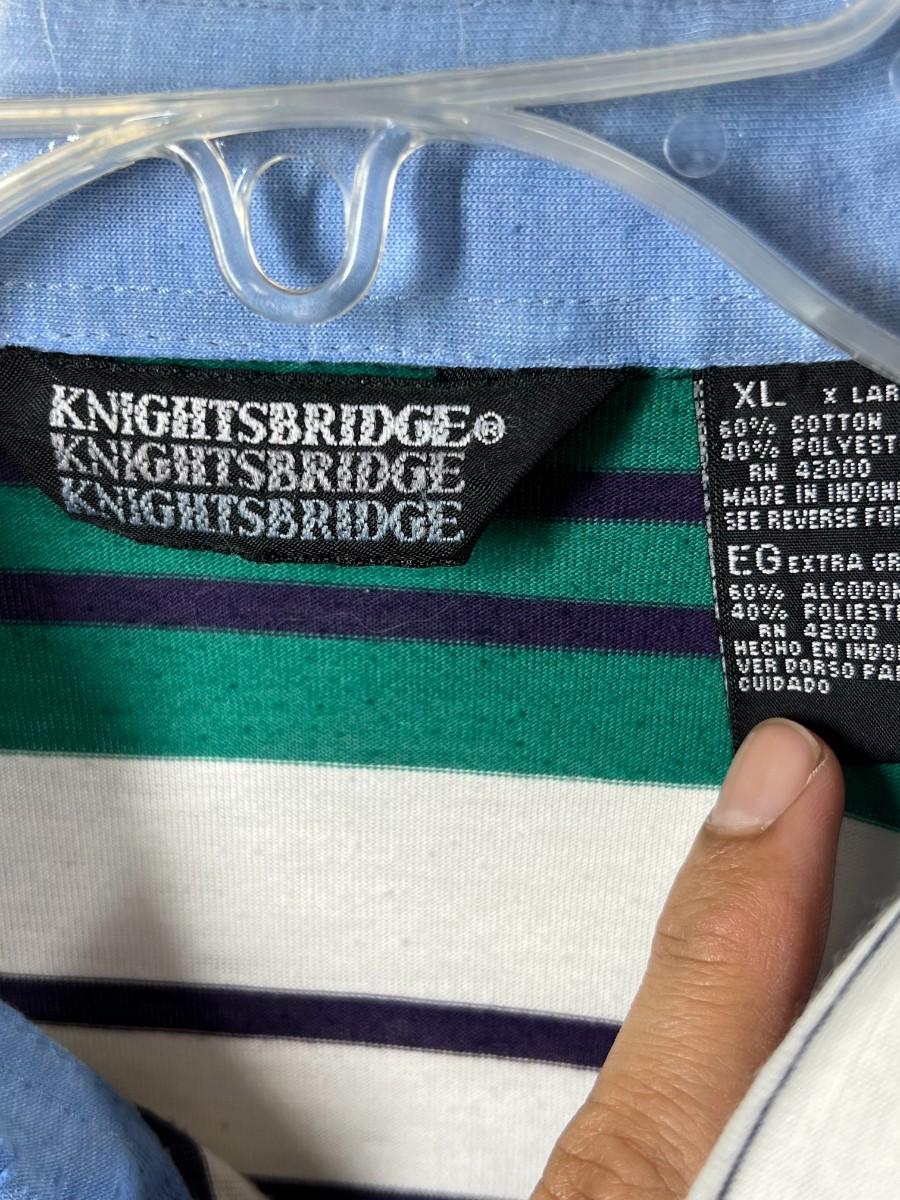 KNIGHTSBRIDGE®
KNIGHTSBRIDGE
KNIGHTSBRIDGE
XL X LAR
60% COTTON
40% POLYEST
RN 42000
MADE IN INDON
SEE REVERSE FOR
EG EXTRA GR
60% ALGODON
40% POLIEST
RN 42000
HECHO EN INDO
VER DORSO PAR
CUIDADO